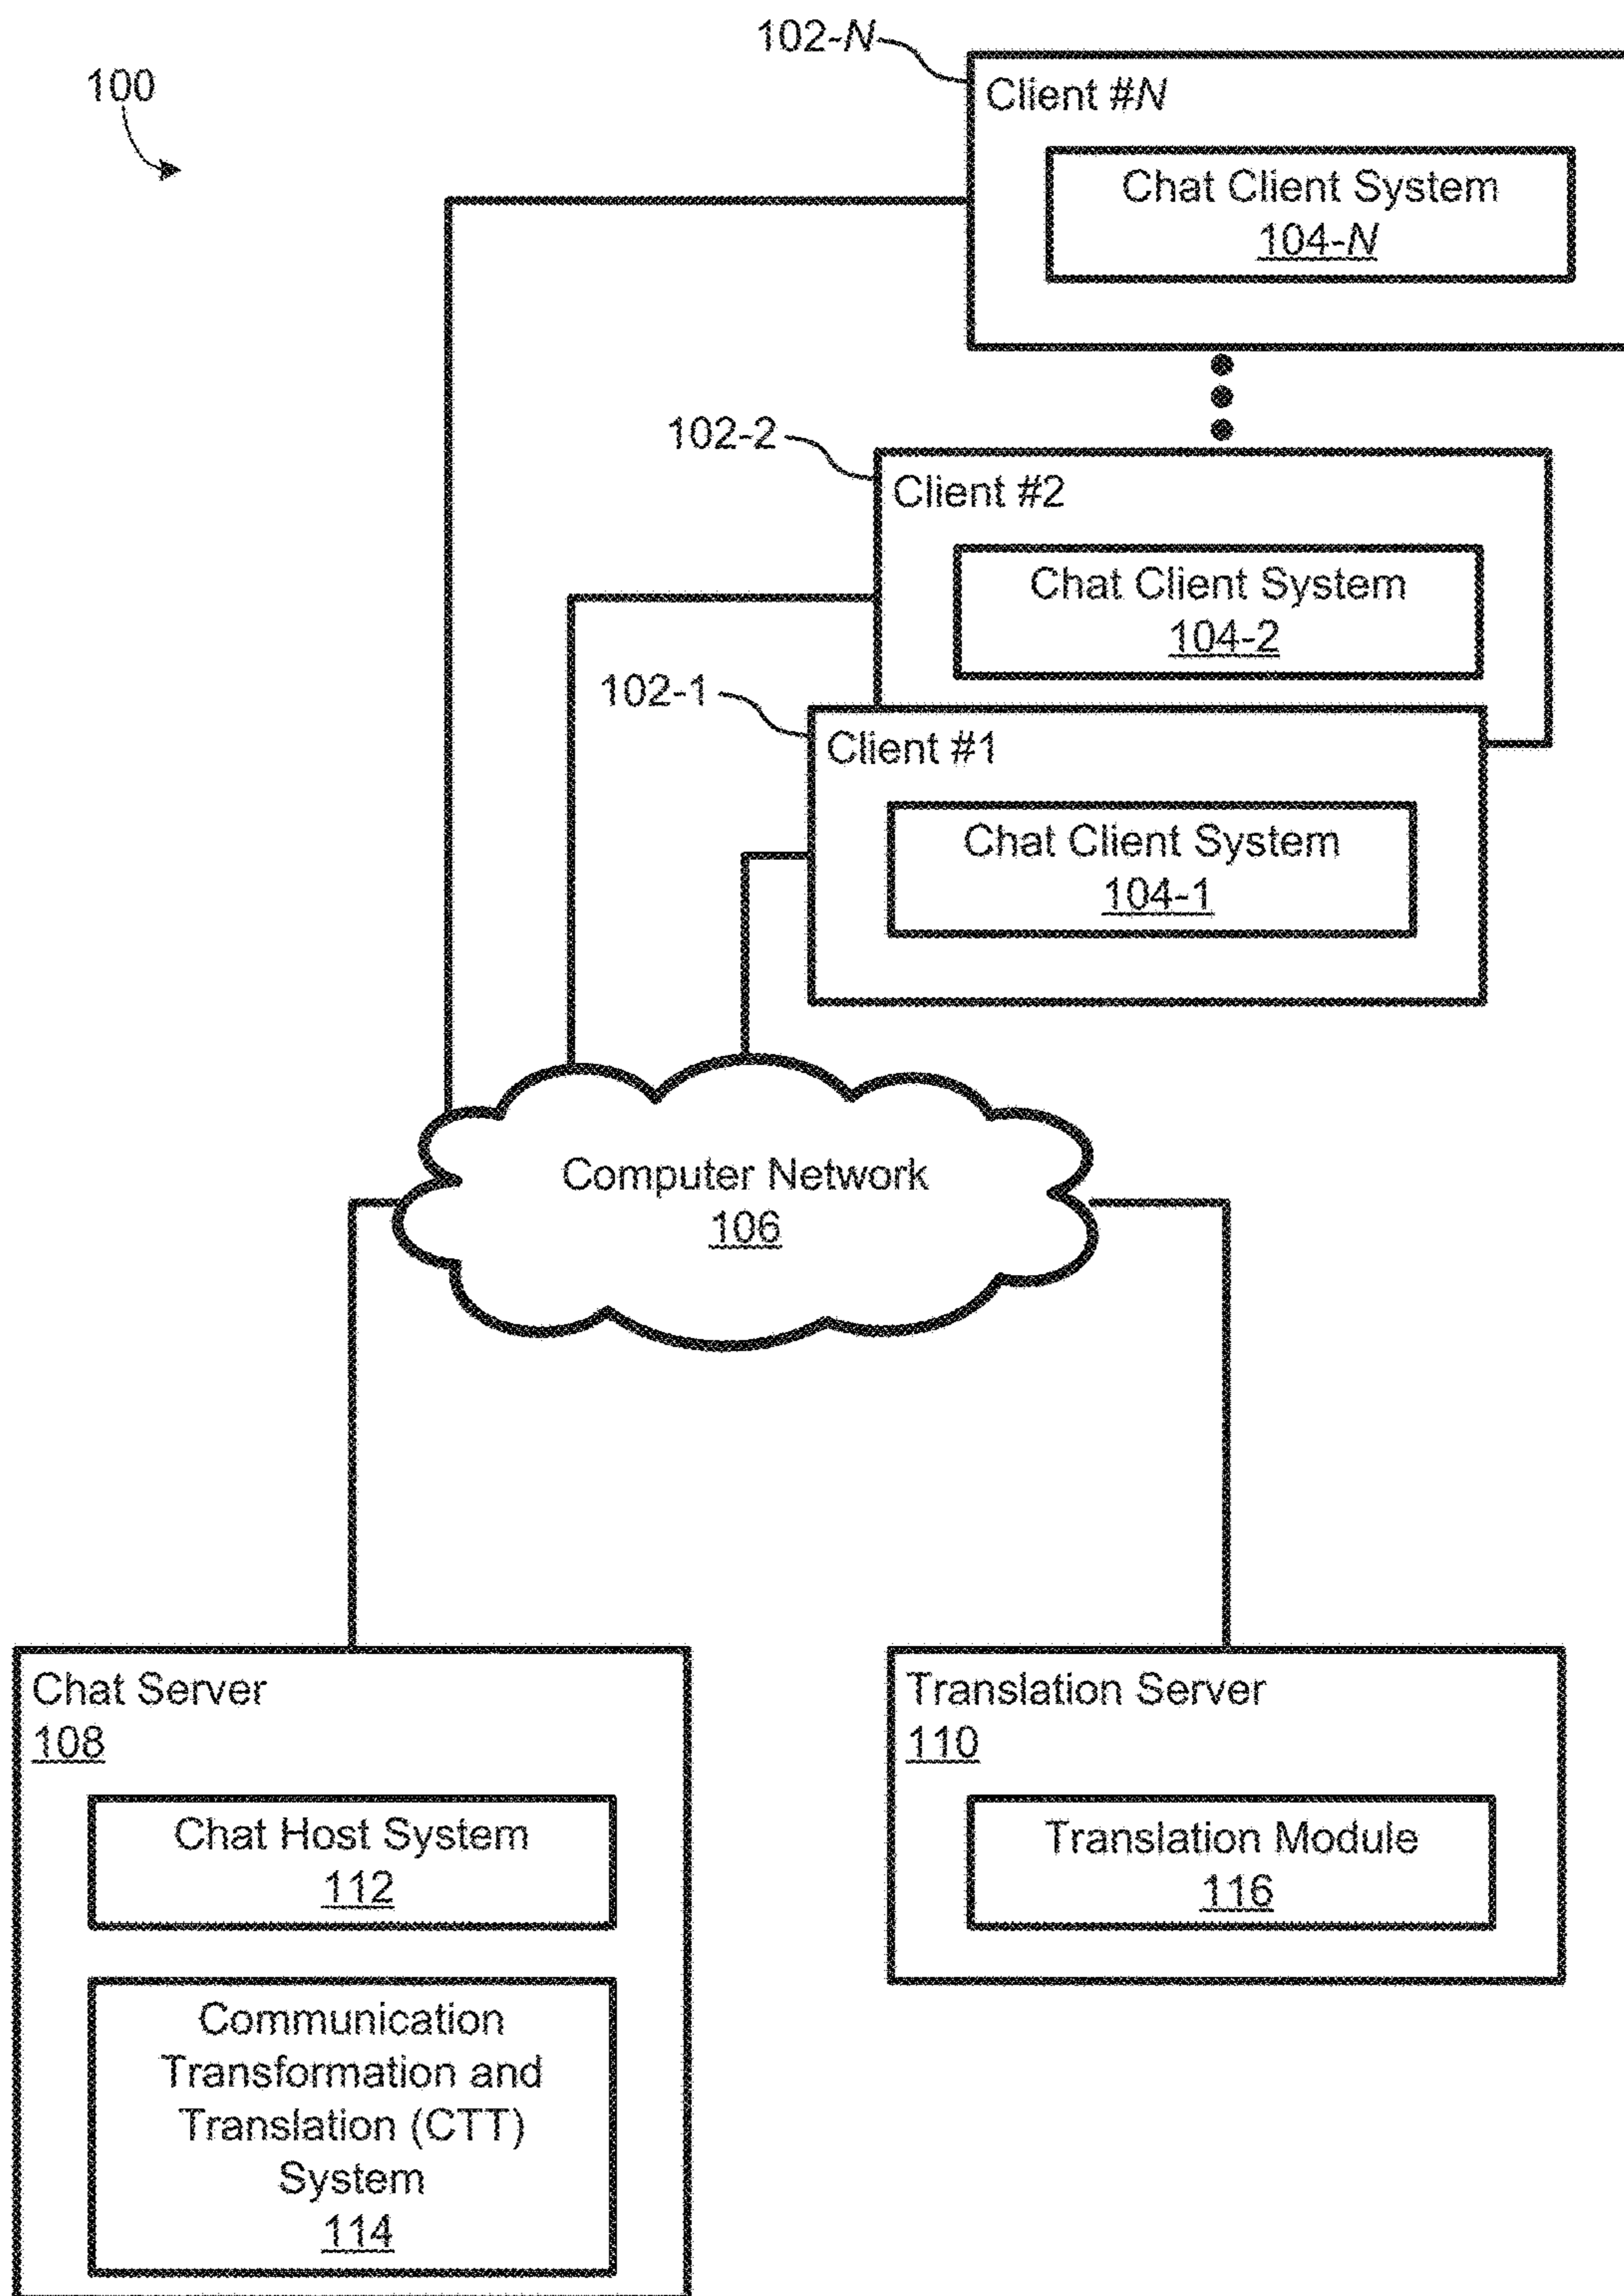 102-N
100
Client #N
Chat Client System
104-N
102-2
Client #2
Chat Client System
104-2
102-1
Client #1
Chat Client System
104-1
Computer Network
106
Chat Server
108
Chat Host System
112
Communication
Transformation and
Translation (CTT)
System
114
Translation Server
110
Translation Module
116